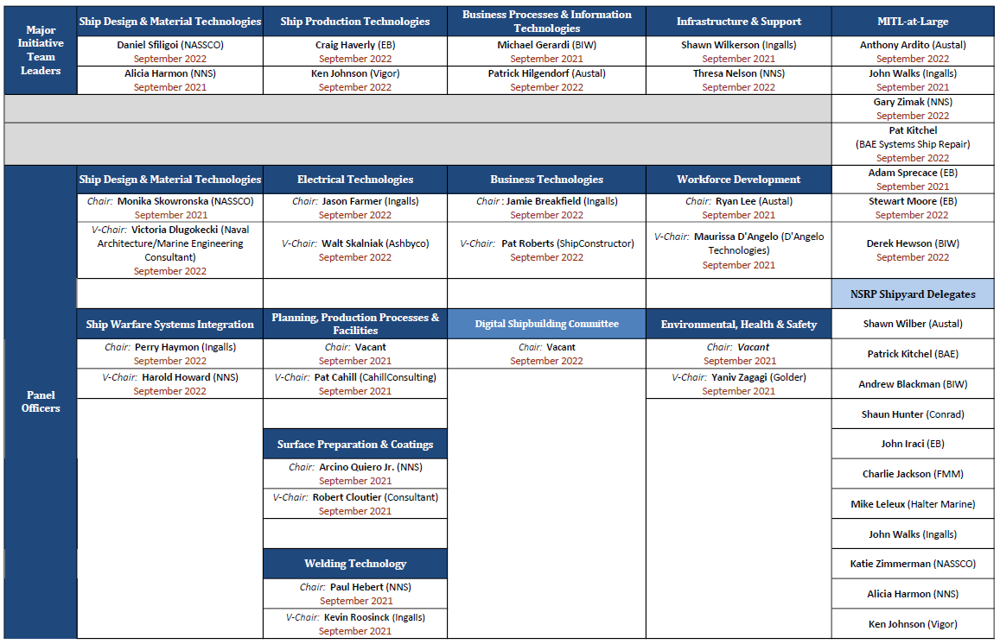 Major
Initiative
Team
Leaders
Ship Design & Material Technologies
Daniel Sfiligoi (NASSCO)
September 2022
Alicia Harmon (NNS)
September 2021
Ship Production Technologies
Craig Haverly (EB)
September 2022
Ken Johnson (Vigor)
September 2022
Business Processes & Information
Technologies
Michael Gerardi (BIW)
September 2021
Patrick Hilgendorf (Austal)
September 2022
Infrastructure & Support
Shawn Wilkerson (Ingalls)
September 2021
Thresa Nelson (NNS)
September 2022
MITL-at-Large
Anthony Ardito (Austal)
September 2022
John Walks (Ingalls)
September 2021
Gary Zimak (NNS)
September 2022
Pat Kitchel
(BAE Systems Ship Repair)
September 2022
Adam Sprecace (EB)
September 2021
Stewart Moore (EB)
September 2022
Derek Hewson (BIW)
September 2022
Panel
Officers
Ship Design & Material Technologies
Chair: Monika Skowronska (NASSCO)
September 2021
V-Chair: Victoria Dlugokecki (Naval
Architecture/Marine Engineering
Consultant)
September 2022
Electrical Technologies
Chair: Jason Farmer (Ingalls)
September 2022
V-Chair: Walt Skalniak (Ashbyco)
September 2022
Business Technologies
Chair : Jamie Breakfield (Ingalls)
September 2022
V-Chair: Pat Roberts (ShipConstructor)
September 2022
Workforce Development
Chair: Ryan Lee (Austal)
September 2021
V-Chair: Maurissa D'Angelo (D'Angelo
Technologies)
September 2021
Ship Warfare Systems Integration
Chair: Perry Haymon (Ingalls)
September 2022
V-Chair: Harold Howard (NNS)
September 2022
Planning, Production Processes &
Facilities
Chair: Vacant
September 2021
V-Chair: Pat Cahill (CahillConsulting)
September 2021
Digital Shipbuilding Committee
Chair: Vacant
September 2022
Environmental, Health & Safety
Chair: Vacant
September 2021
V-Chair: Yaniv Zagagi (Golder)
September 2021
Surface Preparation & Coatings
Chair: Arcino Quiero Jr. (NNS)
September 2021
V-Chair: Robert Cloutier (Consultant)
September 2021
Welding Technology
Chair: Paul Hebert (NNS)
September 2021
V-Chair: Kevin Roosinck (Ingalls)
September 2021
NSRP Shipyard Delegates
Shawn Wilber (Austal)
Patrick Kitchel (BAE)
Andrew Blackman (BIW)
Shaun Hunter (Conrad)
John Iraci (EB)
Charlie Jackson (FMM)
Mike Leleux (Halter Marine)
John Walks (Ingalls)
Katie Zimmerman (NASSCO)
Alicia Harmon (NNS)
Ken Johnson (Vigor)